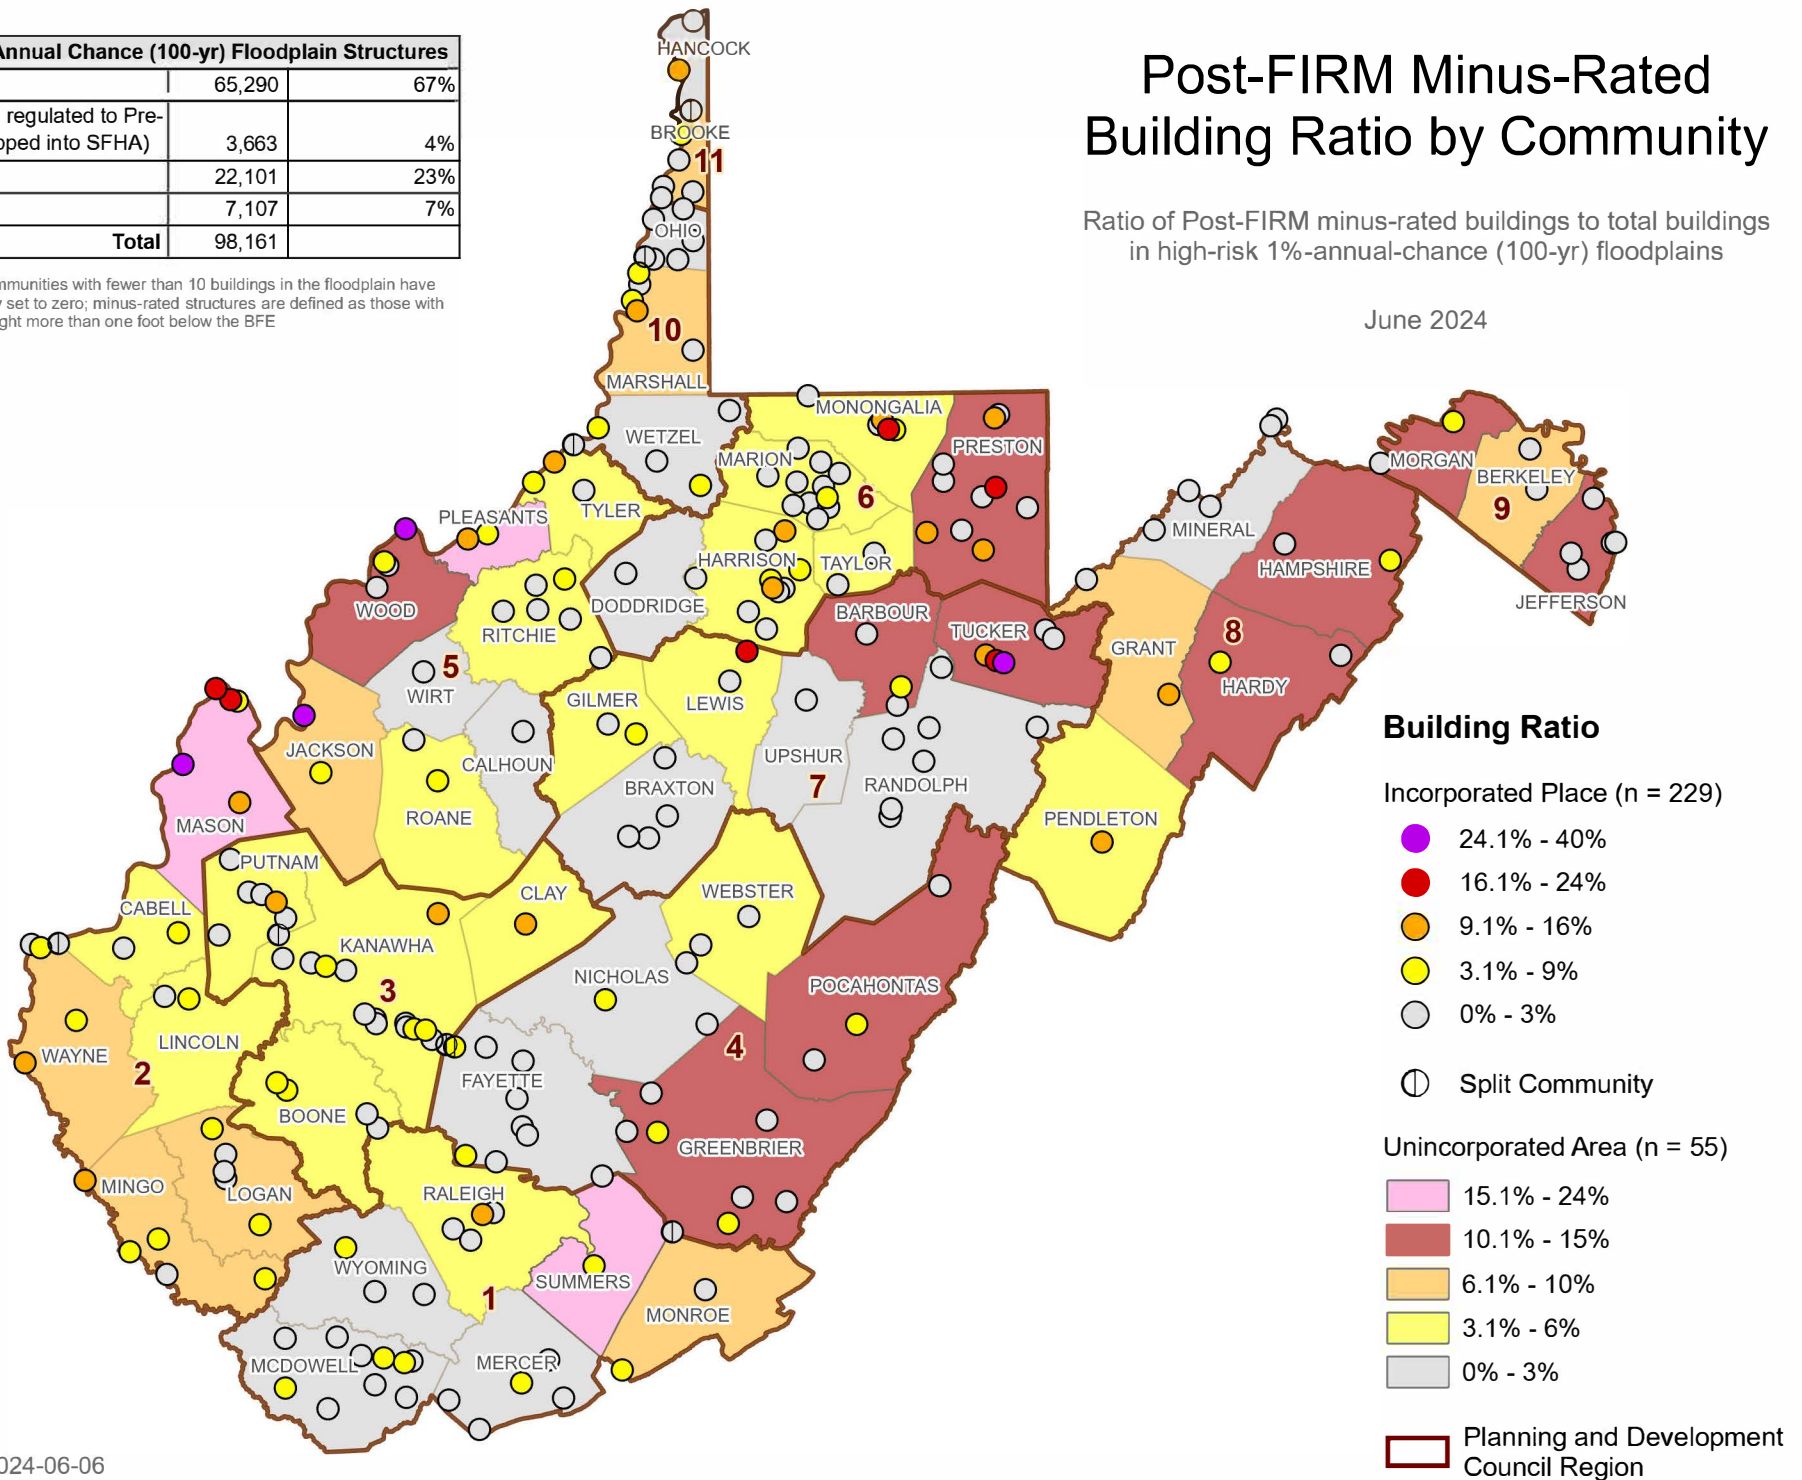 Annual Chance (100-yr) Floodplain Structures
65,290 67%
regulated to Pre-
pped into SFHA) 3,663 4%
22,101 23%
7,107 7%
Total 98,161
mmunities with fewer than 10 buildings in the floodplain have
y set to zero; minus-rated structures are defined as those with
ght more than one foot below the BFE
Post-FIRM Minus-Rated
Building Ratio by Community
Ratio of Post-FIRM minus-rated buildings to total buildings
in high-risk 1%-annual-chance (100-yr) floodplains
June 2024
HANCOCK
BROOKE
11
OHIO
10
MARSHALL
WETZEL
MONONGALIA
PRESTON
MARION
6
TYLER
PLEASANTS
HARRISON
TAYLOR
DODDRIDGE
WOOD
RITCHIE
BARBOUR
TUCKER
MORGAN
BERKELEY
9
MINERAL
HAMPSHIRE
JEFFERSON
GRANT
8
HARDY
5
WIRT
GILMER
LEWIS
JACKSON
CALHOUN
UPSHUR
7
RANDOLPH
BRAXTON
ROANE
MASON
PENDLETON
PUTNAM
CLAY
WEBSTER
CABELL
KANAWHA
NICHOLAS
POCAHONTAS
3
LINCOLN
WAYNE
2
4
FAYETTE
BOONE
GREENBRIER
MINGO
LOGAN
RALEIGH
WYOMING
SUMMERS
1
MONROE
MCDOWELL
MERCER
Building Ratio
Incorporated Place (n = 229)
24.1% - 40%
16.1% - 24%
9.1% - 16%
3.1% - 9%
0% - 3%
Split Community
Unincorporated Area (n = 55)
15.1% - 24%
10.1% - 15%
6.1% - 10%
3.1% - 6%
0% - 3%
Planning and Development
Council Region
024-06-06